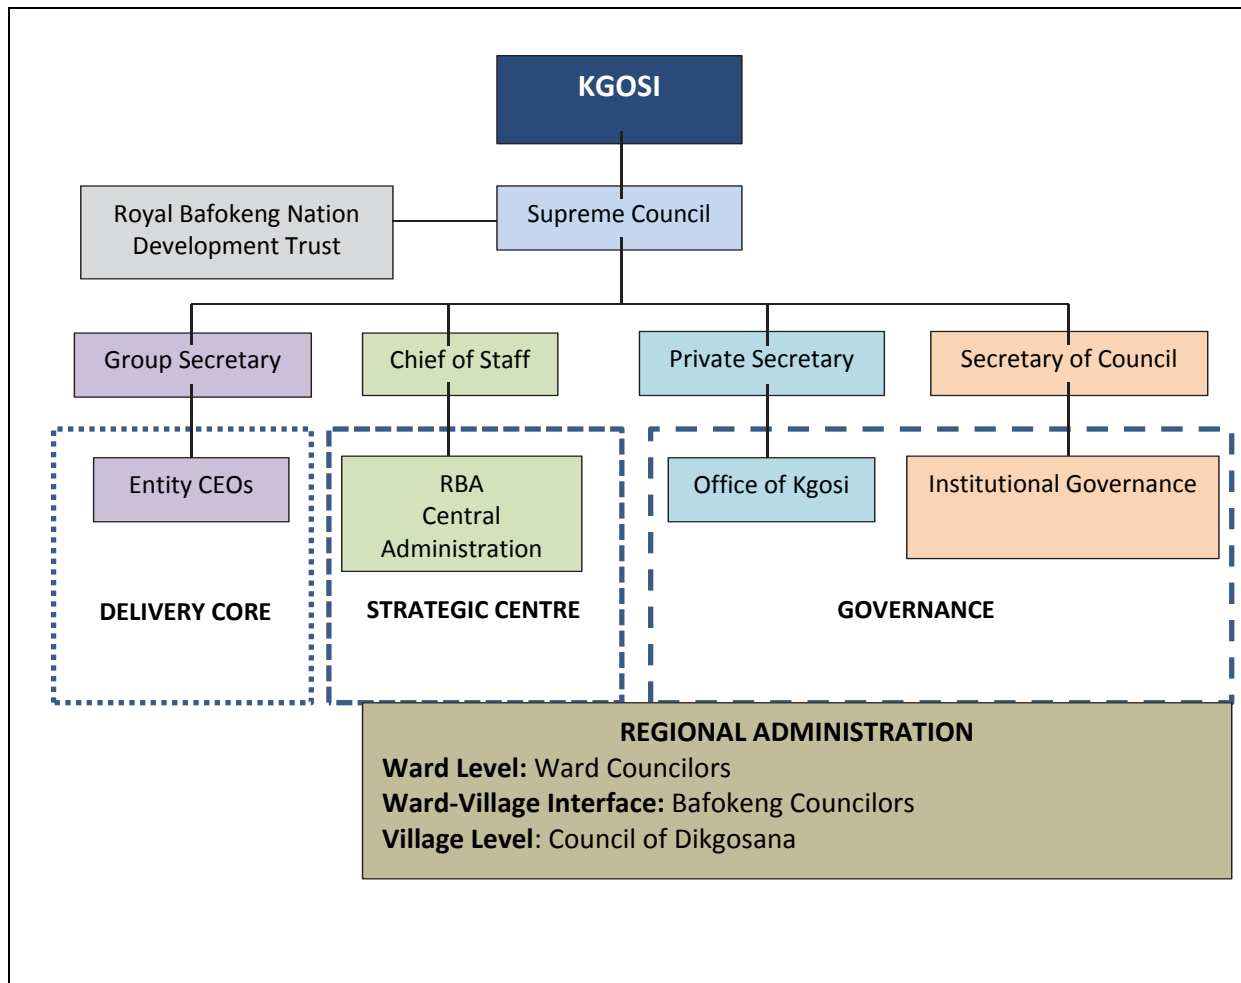 KGOSI
Royal Bafokeng Nation
Development Trust
Supreme Council
Group Secretary
Chief of Staff
Private Secretary
Secretary of Council
Entity CEOs
RBA
Central
Administration
Office of Kgosi
Institutional Governance
DELIVERY CORE
STRATEGIC CENTRE
GOVERNANCE
REGIONAL ADMINISTRATION
Ward Level: Ward Councilors
Ward-Village Interface: Bafokeng Councilors
Village Level: Council of Dikgosana